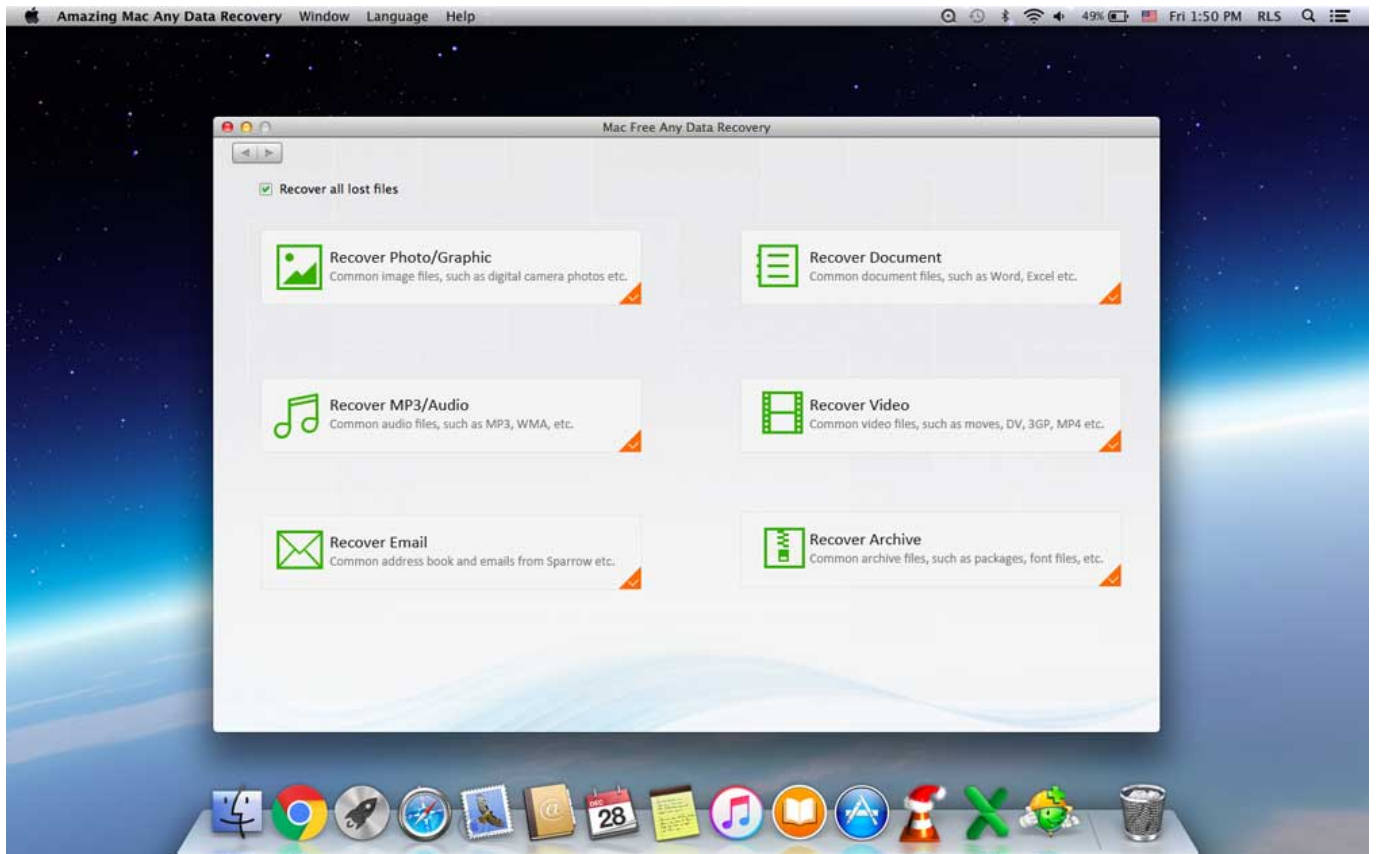 Amazing Mac Any Data Recovery Window Language Help 49% Fri 1:50 PM RLS
Mac Free Any Data Recovery
Recover all lost files
Recover Photo/Graphic
Common image files, such as digital camera photos etc.
Recover Document
Common document files, such as Word, Excel etc.
Recover MP3/Audio
Common audio files, such as MP3, WMA, etc.
Recover Video
Common video files, such as moves, DV, 3GP, MP4 etc.
Recover Email
Common address book and emails from Sparrow etc.
Recover Archive
Common archive files, such as packages, font files, etc.
DEC
28